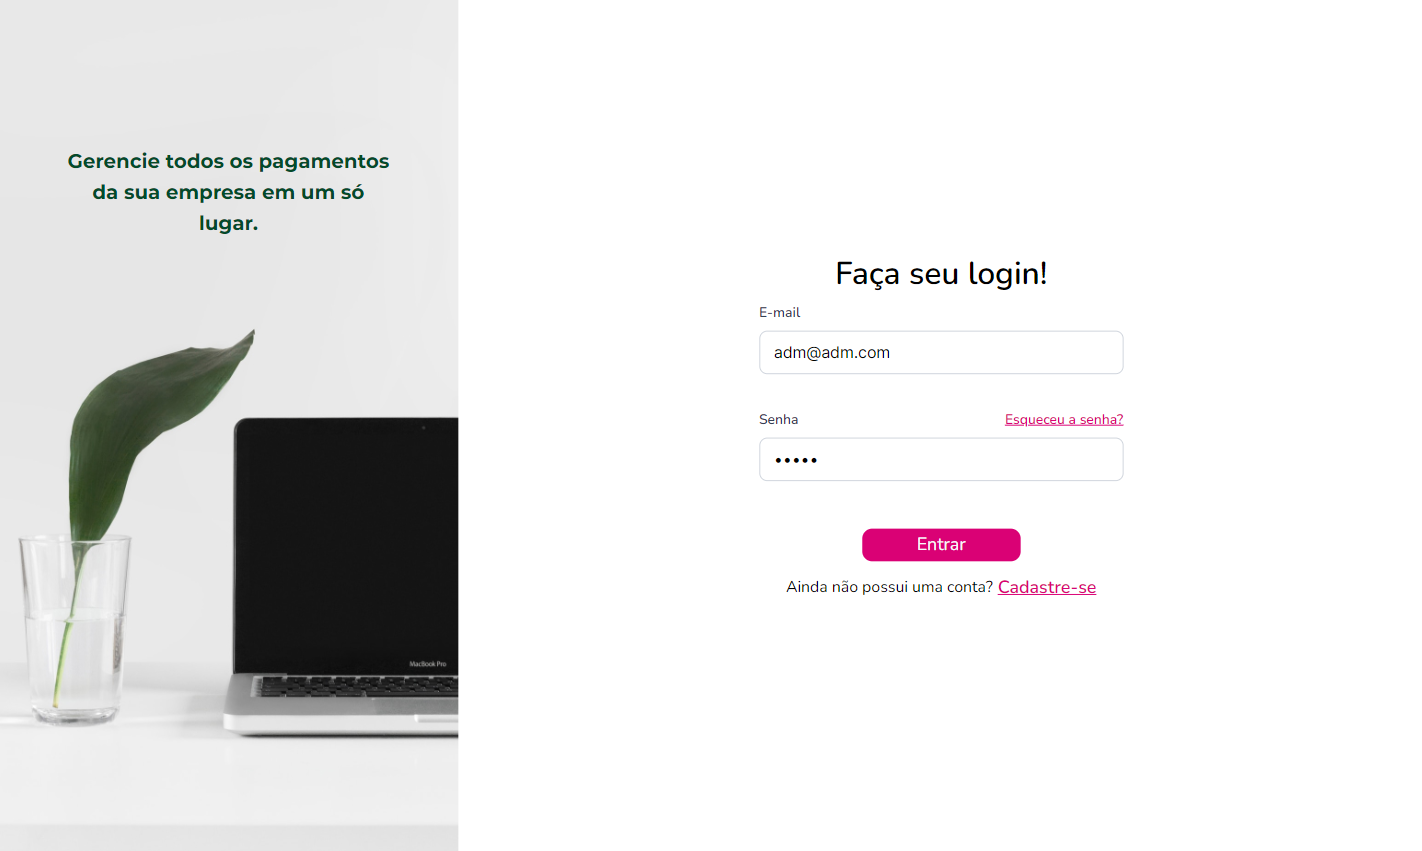 Gerencie todos os pagamentos
da sua empresa em um só
lugar.
Faça seu login!
E-mail
adm@adm.com
Senha Esqueceu a senha?
•••••
Entrar
Ainda não possui uma conta? Cadastre-se
MacBook Pro